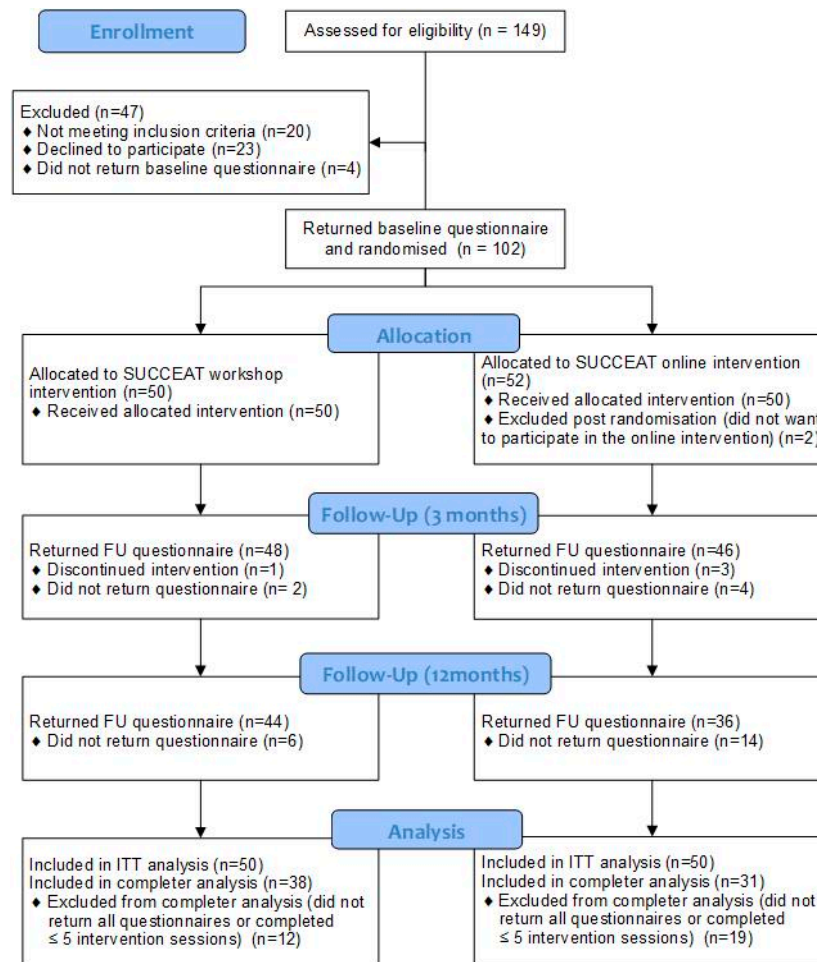 Enrollment
Assessed for eligibility (n = 149)
Excluded (n=47)
♦ Not meeting inclusion criteria (n=20)
♦ Declined to participate (n=23)
♦ Did not return baseline questionnaire (n=4)
Returned baseline questionnaire
and randomised (n = 102)
Allocation
Allocated to SUCCEAT workshop
intervention (n=50)
♦ Received allocated intervention (n=50)
Allocated to SUCCEAT online intervention
(n=52)
♦ Received allocated intervention (n=50)
♦ Excluded post randomisation (did not want
to participate in the online intervention) (n=2)
Follow-Up (3 months)
Returned FU questionnaire (n=48)
♦ Discontinued intervention (n=1)
♦ Did not return questionnaire (n= 2)
Returned FU questionnaire (n=46)
♦ Discontinued intervention (n=3)
♦ Did not return questionnaire (n=4)
Follow-Up (12months)
Returned FU questionnaire (n=44)
♦ Did not return questionnaire (n=6)
Returned FU questionnaire (n=36)
♦ Did not return questionnaire (n=14)
Analysis
Included in ITT analysis (n=50)
Included in completer analysis (n=38)
♦ Excluded from completer analysis (did not
return all questionnaires or completed
≤ 5 intervention sessions) (n=12)
Included in ITT analysis (n=50)
Included in completer analysis (n=31)
♦ Excluded from completer analysis (did not
return all questionnaires or completed
≤ 5 intervention sessions) (n=19)